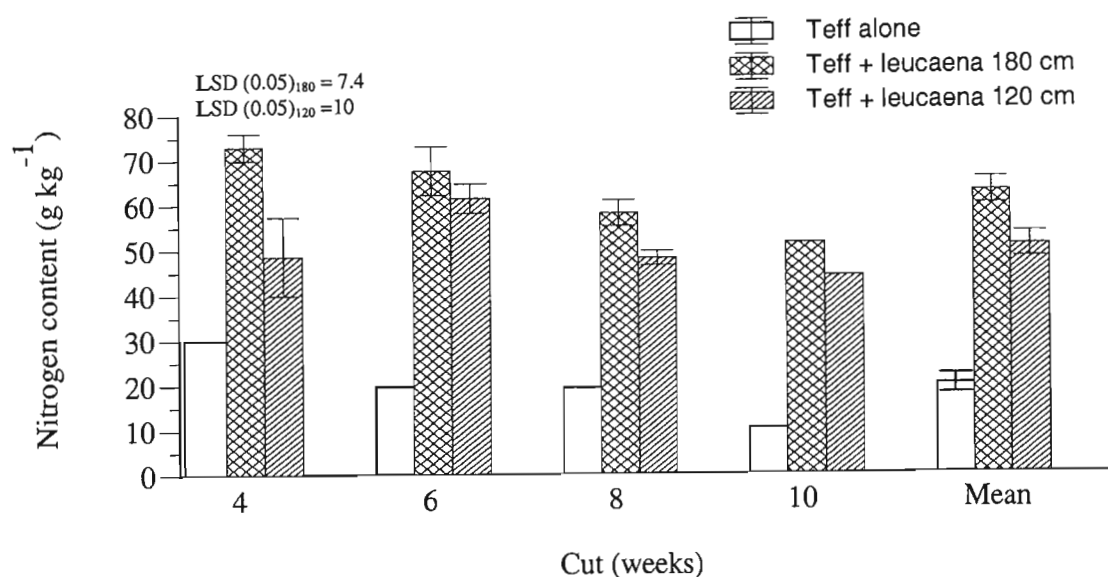 Teff alone
Teff + leucaena 180 cm
Teff + leucaena 120 cm
LSD (0.05)₁₈₀ = 7.4
LSD (0.05)₁₂₀ =10
Nitrogen content (g kg⁻¹)
80
70
60
50
40
30
20
10
0
4 6 8 10 Mean
Cut (weeks)